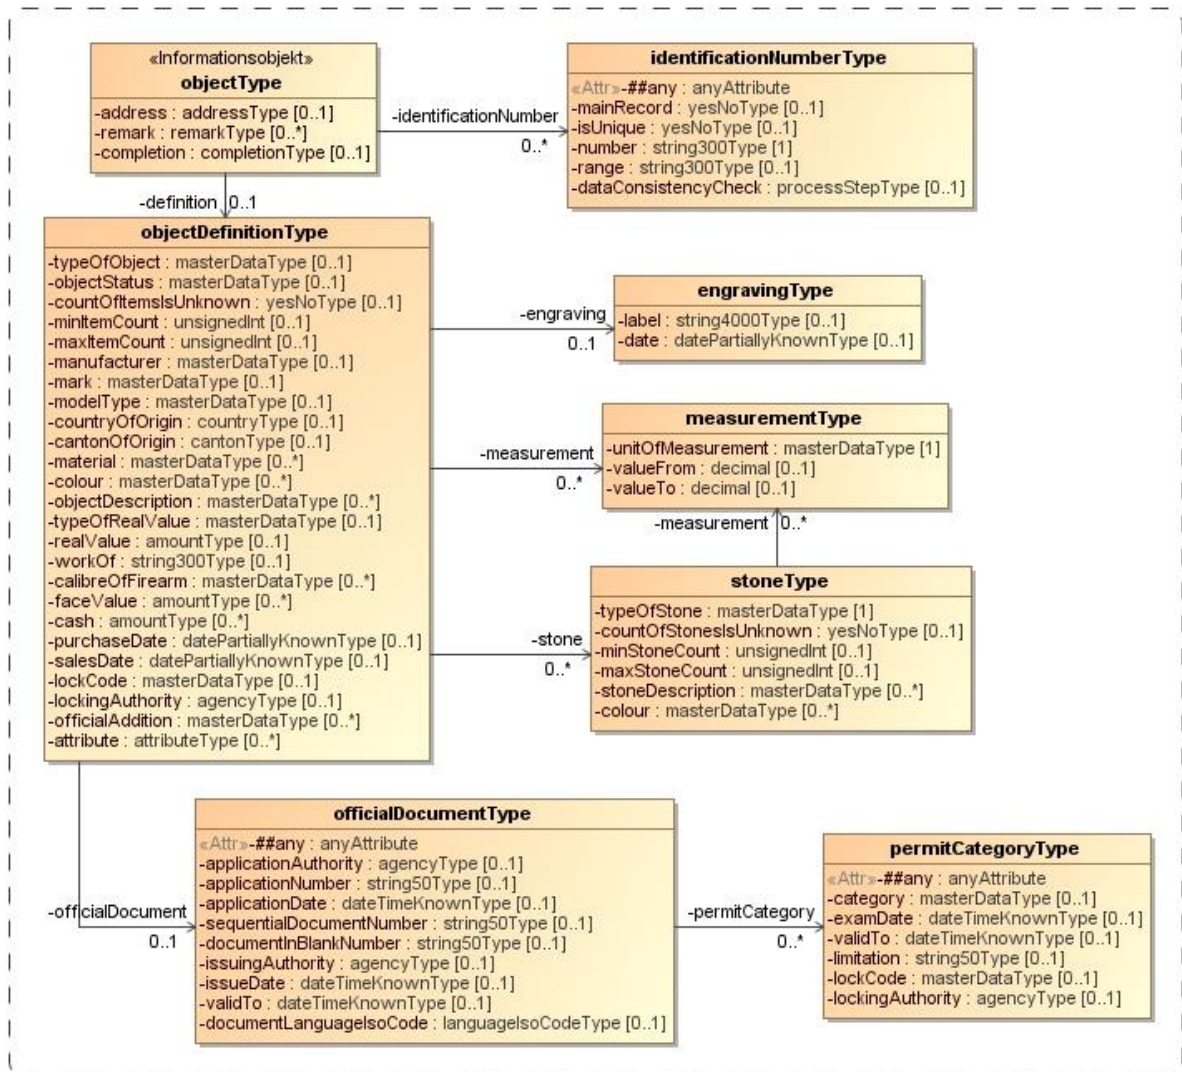 «Informationsobjekt»
objectType
-address : addressType [0..1]
-remark : remarkType [0..*]
-completion : completionType [0..1]
-identificationNumber
0..*
identificationNumberType
«Attr»-##any : anyAttribute
-mainRecord : yesNoType [0..1]
-isUnique : yesNoType [0..1]
-number : string300Type [1]
-range : string300Type [0..1]
-dataConsistencyCheck : processStepType [0..1]
-definition 0..1
objectDefinitionType
-typeOfObject : masterDataType [0..1]
-objectStatus : masterDataType [0..1]
-countOfItemsIsUnknown : yesNoType [0..1]
-minItemCount : unsignedInt [0..1]
-maxItemCount : unsignedInt [0..1]
-manufacturer : masterDataType [0..1]
-mark : masterDataType [0..1]
-modelType : masterDataType [0..1]
-countryOfOrigin : countryType [0..1]
-cantonOfOrigin : cantonType [0..1]
-material : masterDataType [0..*]
-colour : masterDataType [0..*]
-objectDescription : masterDataType [0..*]
-typeOfRealValue : masterDataType [0..1]
-realValue : amountType [0..1]
-workOf : string300Type [0..1]
-calibreOfFirearm : masterDataType [0..*]
-faceValue : amountType [0..*]
-cash : amountType [0..*]
-purchaseDate : datePartiallyKnownType [0..1]
-salesDate : datePartiallyKnownType [0..1]
-lockCode : masterDataType [0..1]
-lockingAuthority : agencyType [0..1]
-officialAddition : masterDataType [0..*]
-attribute : attributeType [0..*]
-engraving
0..1
engravingType
-label : string4000Type [0..1]
-date : datePartiallyKnownType [0..1]
-measurement
0..*
measurementType
-unitOfMeasurement : masterDataType [1]
-valueFrom : decimal [0..1]
-valueTo : decimal [0..1]
-measurement 0..*
-stone
0..*
stoneType
-typeOfStone : masterDataType [1]
-countOfStonesIsUnknown : yesNoType [0..1]
-minStoneCount : unsignedInt [0..1]
-maxStoneCount : unsignedInt [0..1]
-stoneDescription : masterDataType [0..*]
-colour : masterDataType [0..*]
-officialDocument
0..1
officialDocumentType
«Attr»-##any : anyAttribute
-applicationAuthority : agencyType [0..1]
-applicationNumber : string50Type [0..1]
-applicationDate : dateTimeKnownType [0..1]
-sequentialDocumentNumber : string50Type [0..1]
-documentInBlankNumber : string50Type [0..1]
-issuingAuthority : agencyType [0..1]
-issueDate : dateTimeKnownType [0..1]
-validTo : dateTimeKnownType [0..1]
-documentLanguageIsoCode : languageIsoCodeType [0..1]
-permitCategory
0..*
permitCategoryType
«Attr»-##any : anyAttribute
-category : masterDataType [0..1]
-examDate : dateTimeKnownType [0..1]
-validTo : dateTimeKnownType [0..1]
-limitation : string50Type [0..1]
-lockCode : masterDataType [0..1]
-lockingAuthority : agencyType [0..1]